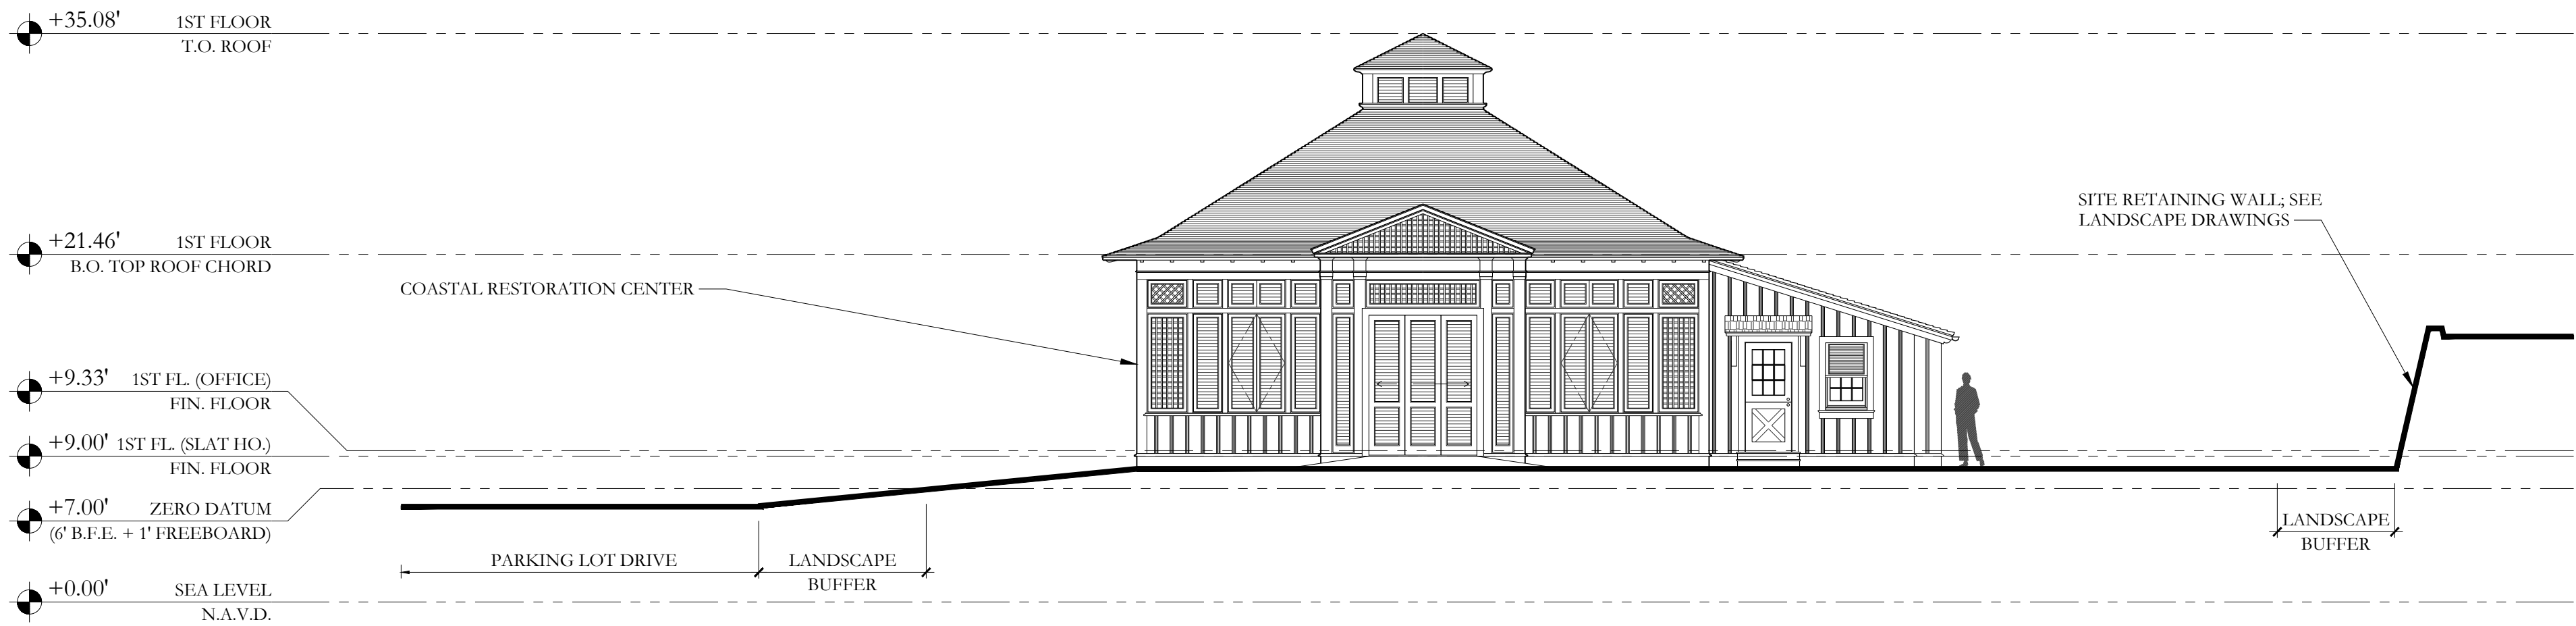 +35.08' 1ST FLOOR
T.O. ROOF
+21.46' 1ST FLOOR
B.O. TOP ROOF CHORD
SITE RETAINING WALL; SEE
LANDSCAPE DRAWINGS
COASTAL RESTORATION CENTER
+9.33' 1ST FL. (OFFICE)
FIN. FLOOR
+9.00' 1ST FL. (SLAT HO.)
FIN. FLOOR
+7.00' ZERO DATUM
(6' B.F.E. + 1' FREEBOARD)
PARKING LOT DRIVE
LANDSCAPE
BUFFER
LANDSCAPE
BUFFER
+0.00' SEA LEVEL
N.A.V.D.